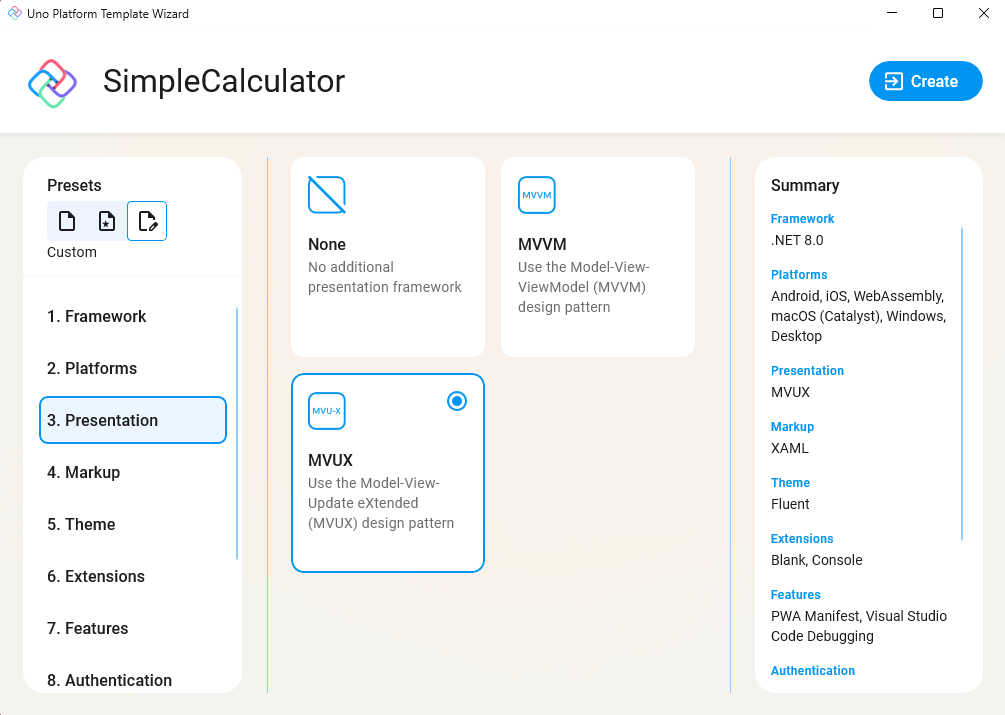 Uno Platform Template Wizard
SimpleCalculator
Create
Presets
Custom
1. Framework
2. Platforms
3. Presentation
4. Markup
5. Theme
6. Extensions
7. Features
8. Authentication
None
No additional
presentation framework
MVVM
MVVM
Use the Model-View-
ViewModel (MVVM)
design pattern
MVU-X
MVUX
Use the Model-View-
Update eXtended
(MVUX) design pattern
Summary
Framework
.NET 8.0
Platforms
Android, iOS, WebAssembly,
macOS (Catalyst), Windows,
Desktop
Presentation
MVUX
Markup
XAML
Theme
Fluent
Extensions
Blank, Console
Features
PWA Manifest, Visual Studio
Code Debugging
Authentication